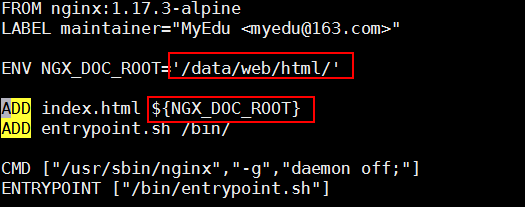 FROM nginx:1.17.3-alpine
LABEL maintainer="MyEdu <myedu@163.com>"
ENV NGX_DOC_ROOT='/data/web/html/'
ADD index.html ${NGX_DOC_ROOT}
ADD entrypoint.sh /bin/
CMD ["/usr/sbin/nginx","-g","daemon off;"]
ENTRYPOINT ["/bin/entrypoint.sh"]